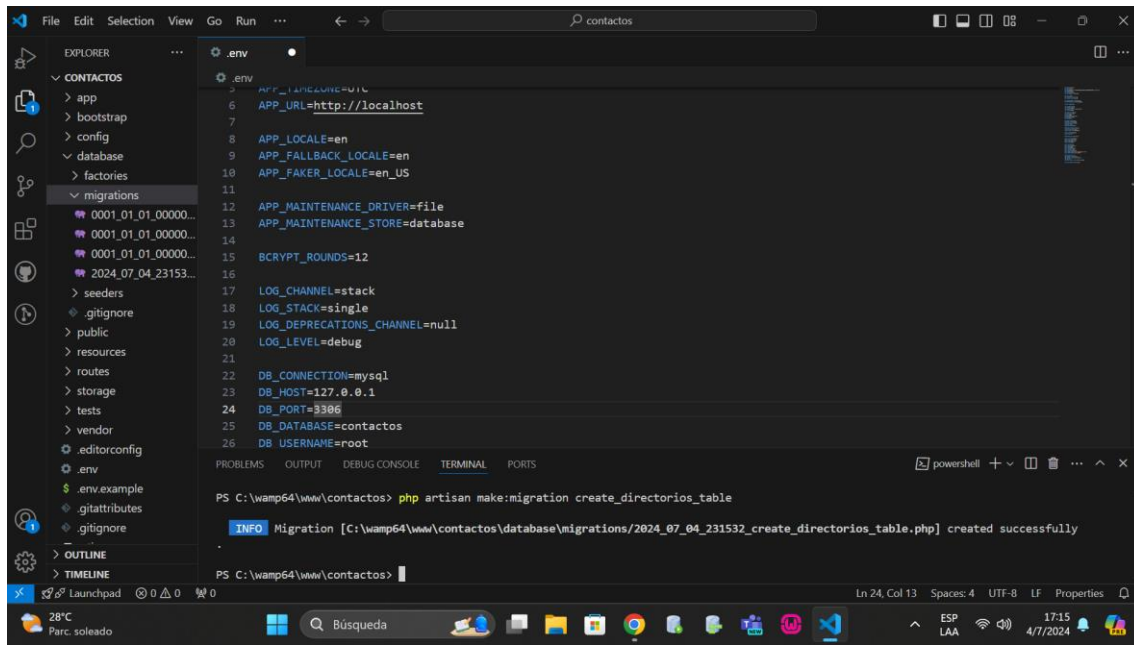 File Edit Selection View Go Run ··· contactos
EXPLORER ···
CONTACTOS
app
bootstrap
config
database
factories
migrations
0001_01_01_00000...
0001_01_01_00000...
0001_01_01_00000...
2024_07_04_23153...
seeders
.gitignore
public
resources
routes
storage
tests
vendor
.editorconfig
.env
.env.example
.gitattributes
.gitignore
OUTLINE
TIMELINE
.env
.env
5 APP_TIMEZONE=UTC
6 APP_URL=http://localhost
7
8 APP_LOCALE=en
9 APP_FALLBACK_LOCALE=en
10 APP_FAKER_LOCALE=en_US
11
12 APP_MAINTENANCE_DRIVER=file
13 APP_MAINTENANCE_STORE=database
14
15 BCRYPT_ROUNDS=12
16
17 LOG_CHANNEL=stack
18 LOG_STACK=single
19 LOG_DEPRECATIONS_CHANNEL=null
20 LOG_LEVEL=debug
21
22 DB_CONNECTION=mysql
23 DB_HOST=127.0.0.1
24 DB_PORT=3306
25 DB_DATABASE=contactos
26 DB_USERNAME=root
PROBLEMS OUTPUT DEBUG CONSOLE TERMINAL PORTS powershell
PS C:\wamp64\www\contactos> php artisan make:migration create_directorios_table
INFO Migration [C:\wamp64\www\contactos\database\migrations/2024_07_04_231532_create_directorios_table.php] created successfully
.
PS C:\wamp64\www\contactos>
Launchpad 0 0 0 Ln 24, Col 13 Spaces: 4 UTF-8 LF Properties
28°C
Parc. soleado
Búsqueda
ESP
LAA
17:15
4/7/2024